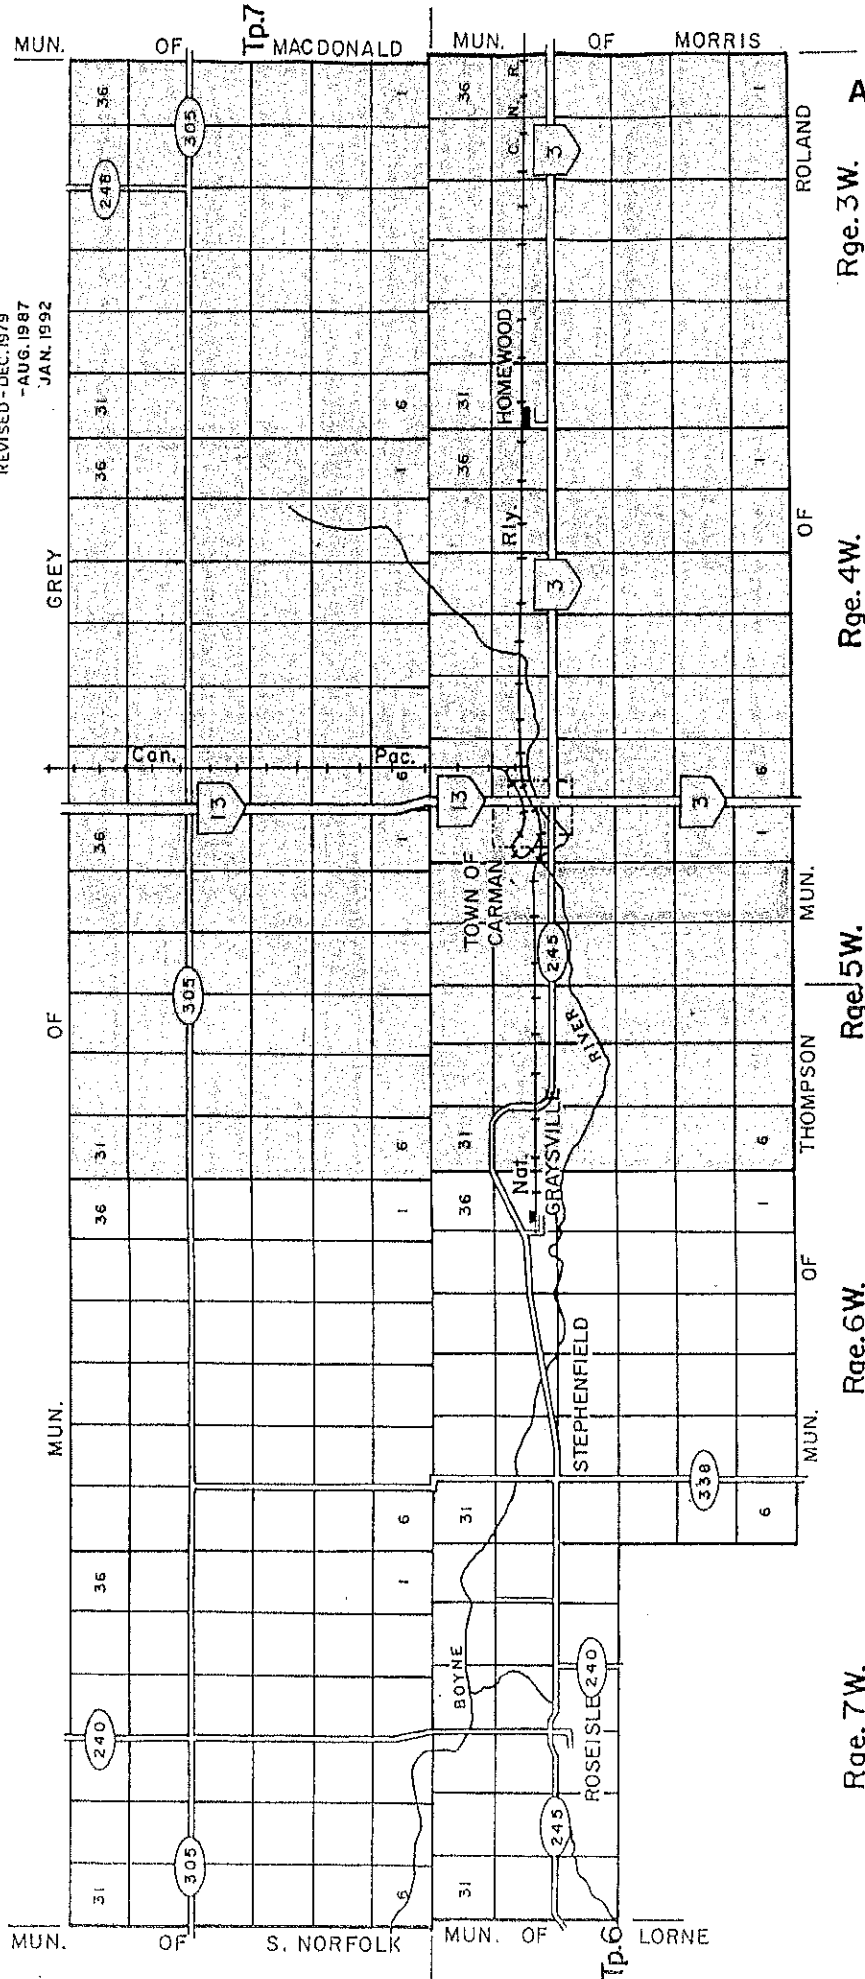 MUN. OF MACDONALD
MUN. OF MORRIS
Tp.7
REVISED - DEC. 1979
- AUG. 1987
JAN. 1992
36
305
1
36
C. N. R.
3
1
ROLAND
A
Rge. 3W.
248
31
6
31
HOMEWOOD
36
1
36
1
OF
GREY
Rly.
3
Rge. 4W.
Can.
Pac.
6
6
13
13
3
36
1
1
TOWN OF
CARMAN
MUN.
305
245
RIVER
Rge. 5W.
OF
THOMPSON
31
6
31
6
Nat.
GRAYSVILLE
36
1
36
1
OF
Rge. 6W.
STEPHENFIELD
MUN.
MUN.
338
6
31
6
36
1
BOYNE
240
240
ROSEISLE
Rge. 7W.
305
245
31
6
31
MUN. OF S. NORFOLK
MUN. OF LORNE
Tp. 6